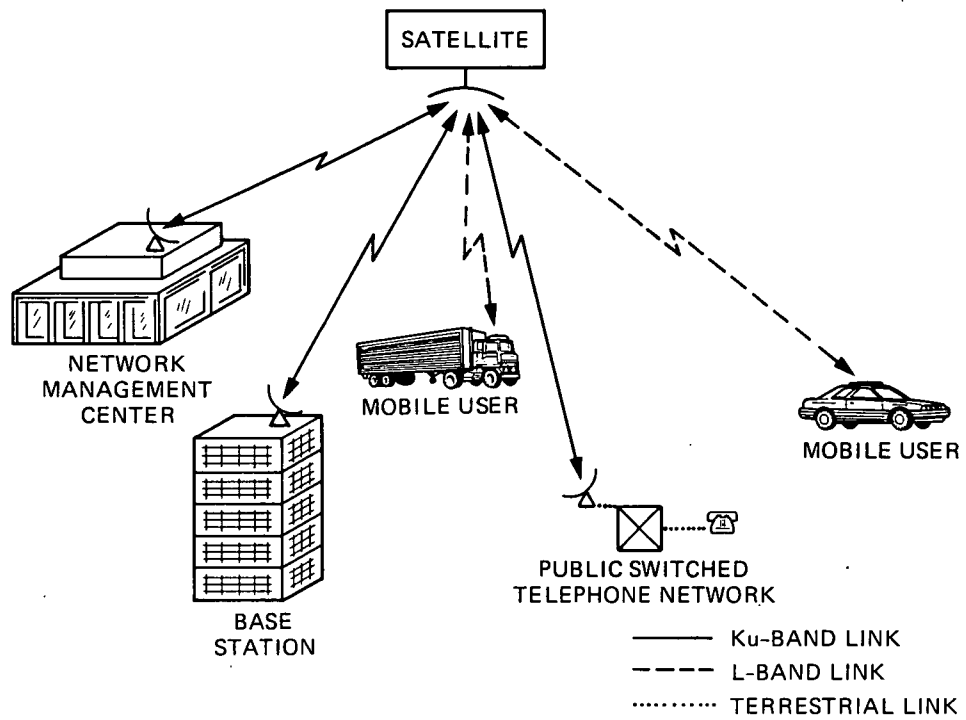 SATELLITE
NETWORK
MANAGEMENT
CENTER
MOBILE USER
MOBILE USER
BASE
STATION
PUBLIC SWITCHED
TELEPHONE NETWORK
Ku-BAND LINK
L-BAND LINK
TERRESTRIAL LINK